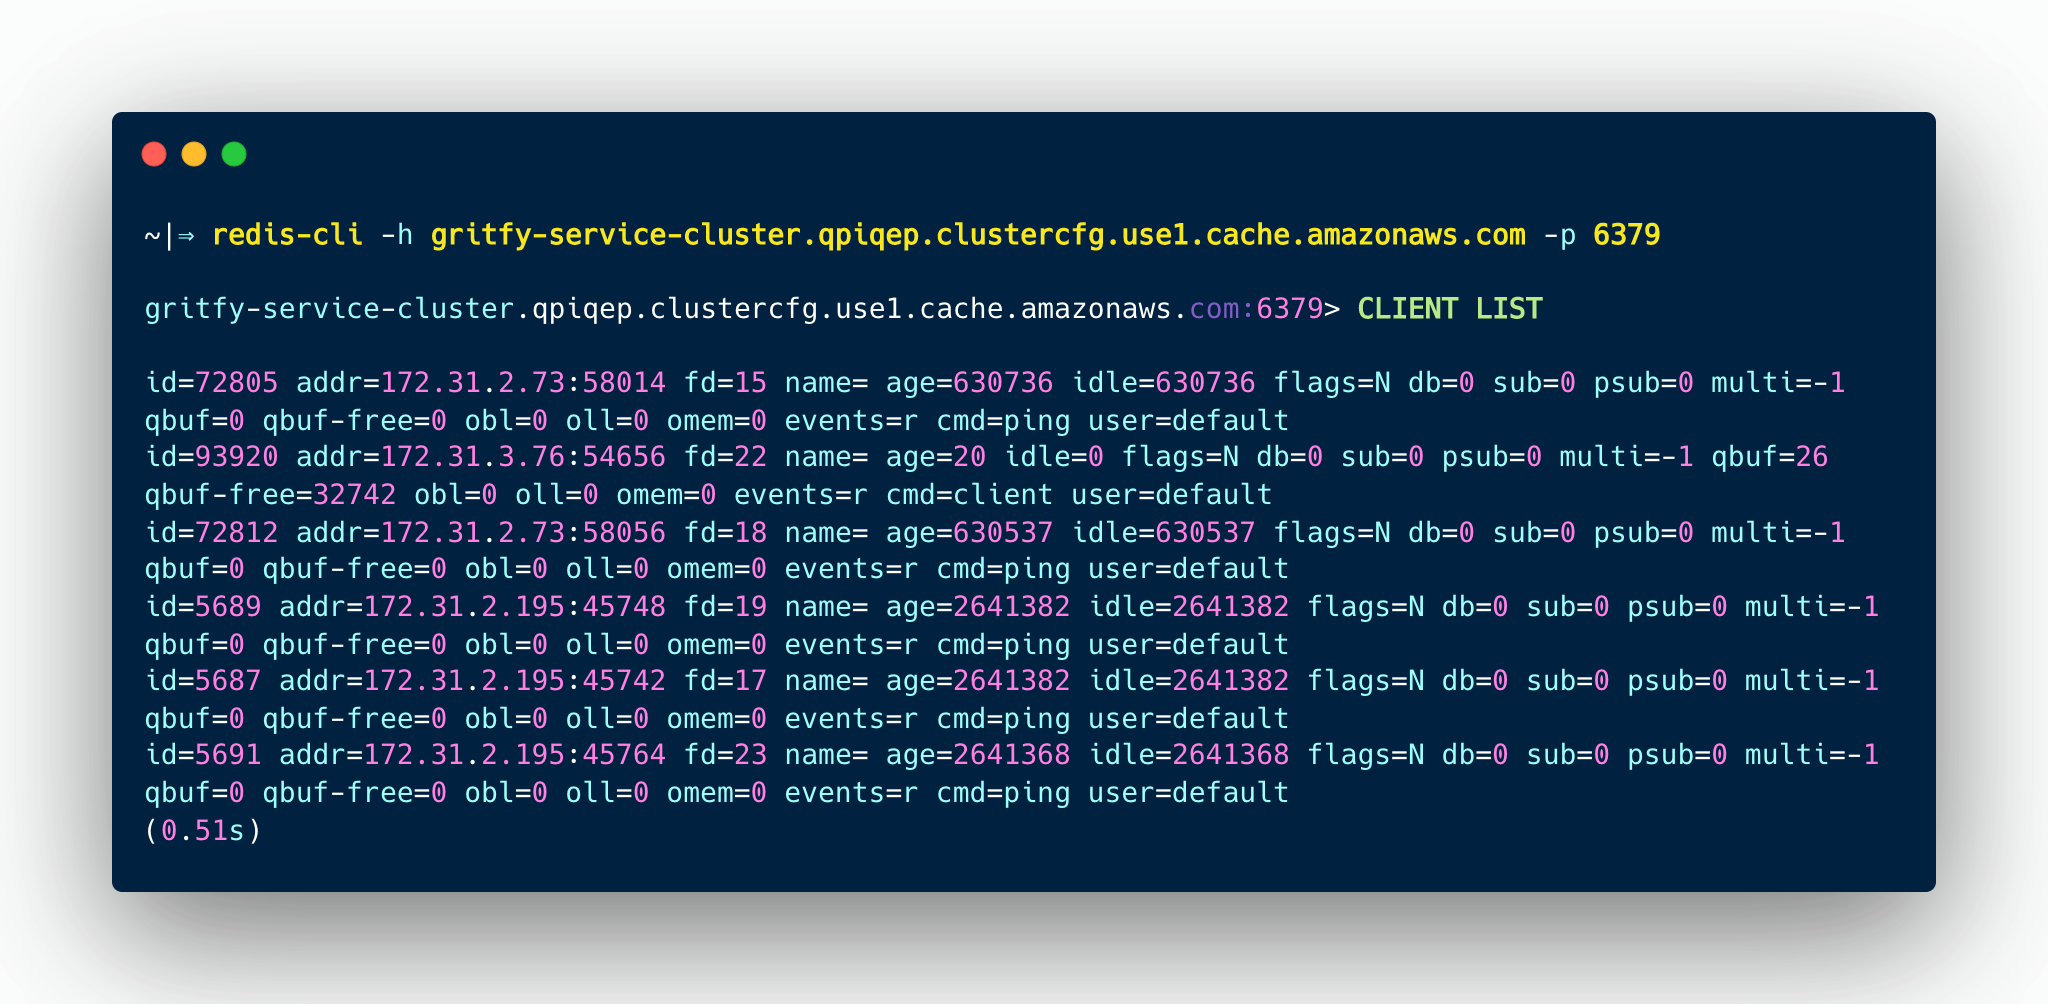 ~|⇒ redis-cli -h gritfy-service-cluster.qpiqep.clustercfg.use1.cache.amazonaws.com -p 6379
gritfy-service-cluster.qpiqep.clustercfg.use1.cache.amazonaws.com:6379> CLIENT LIST
id=72805 addr=172.31.2.73:58014 fd=15 name= age=630736 idle=630736 flags=N db=0 sub=0 psub=0 multi=-1
qbuf=0 qbuf-free=0 obl=0 oll=0 omem=0 events=r cmd=ping user=default
id=93920 addr=172.31.3.76:54656 fd=22 name= age=20 idle=0 flags=N db=0 sub=0 psub=0 multi=-1 qbuf=26
qbuf-free=32742 obl=0 oll=0 omem=0 events=r cmd=client user=default
id=72812 addr=172.31.2.73:58056 fd=18 name= age=630537 idle=630537 flags=N db=0 sub=0 psub=0 multi=-1
qbuf=0 qbuf-free=0 obl=0 oll=0 omem=0 events=r cmd=ping user=default
id=5689 addr=172.31.2.195:45748 fd=19 name= age=2641382 idle=2641382 flags=N db=0 sub=0 psub=0 multi=-1
qbuf=0 qbuf-free=0 obl=0 oll=0 omem=0 events=r cmd=ping user=default
id=5687 addr=172.31.2.195:45742 fd=17 name= age=2641382 idle=2641382 flags=N db=0 sub=0 psub=0 multi=-1
qbuf=0 qbuf-free=0 obl=0 oll=0 omem=0 events=r cmd=ping user=default
id=5691 addr=172.31.2.195:45764 fd=23 name= age=2641368 idle=2641368 flags=N db=0 sub=0 psub=0 multi=-1
qbuf=0 qbuf-free=0 obl=0 oll=0 omem=0 events=r cmd=ping user=default
(0.51s)